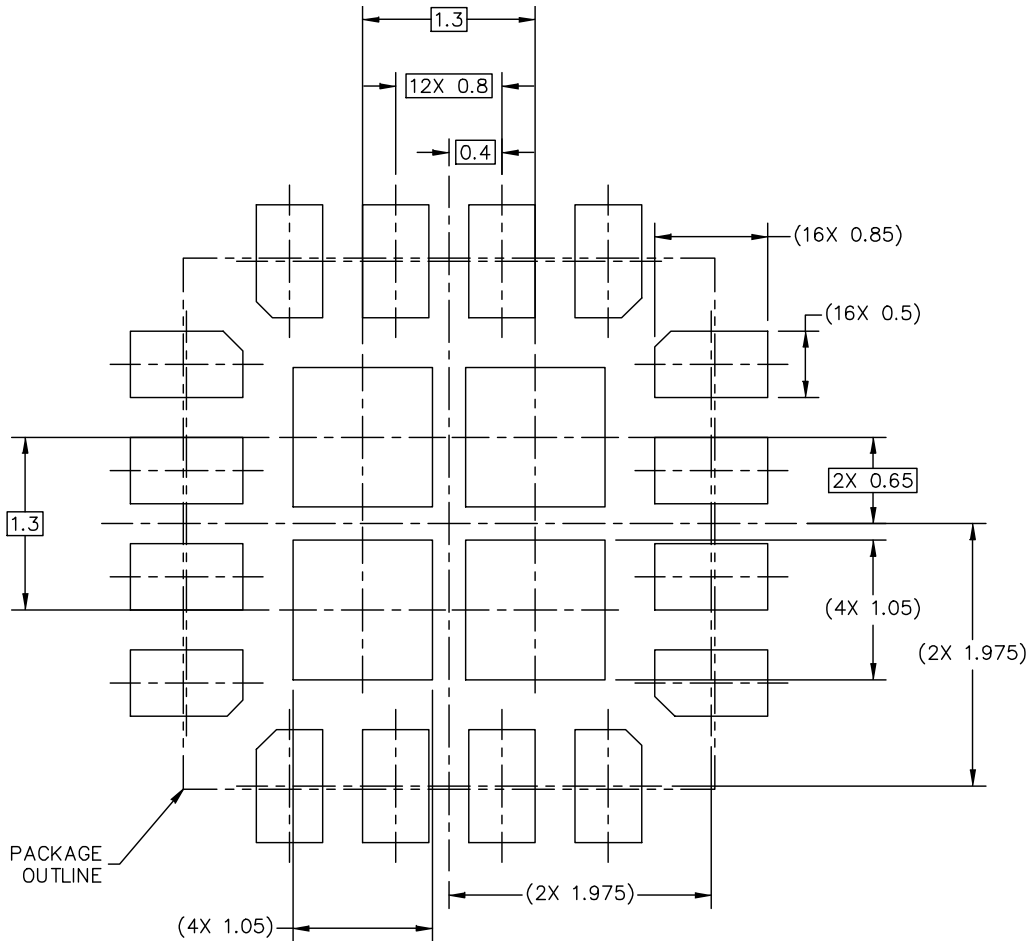 1.3
12X 0.8
0.4
(16X 0.85)
(16X 0.5)
2X 0.65
1.3
(4X 1.05)
(2X 1.975)
PACKAGE
OUTLINE
(2X 1.975)
(4X 1.05)